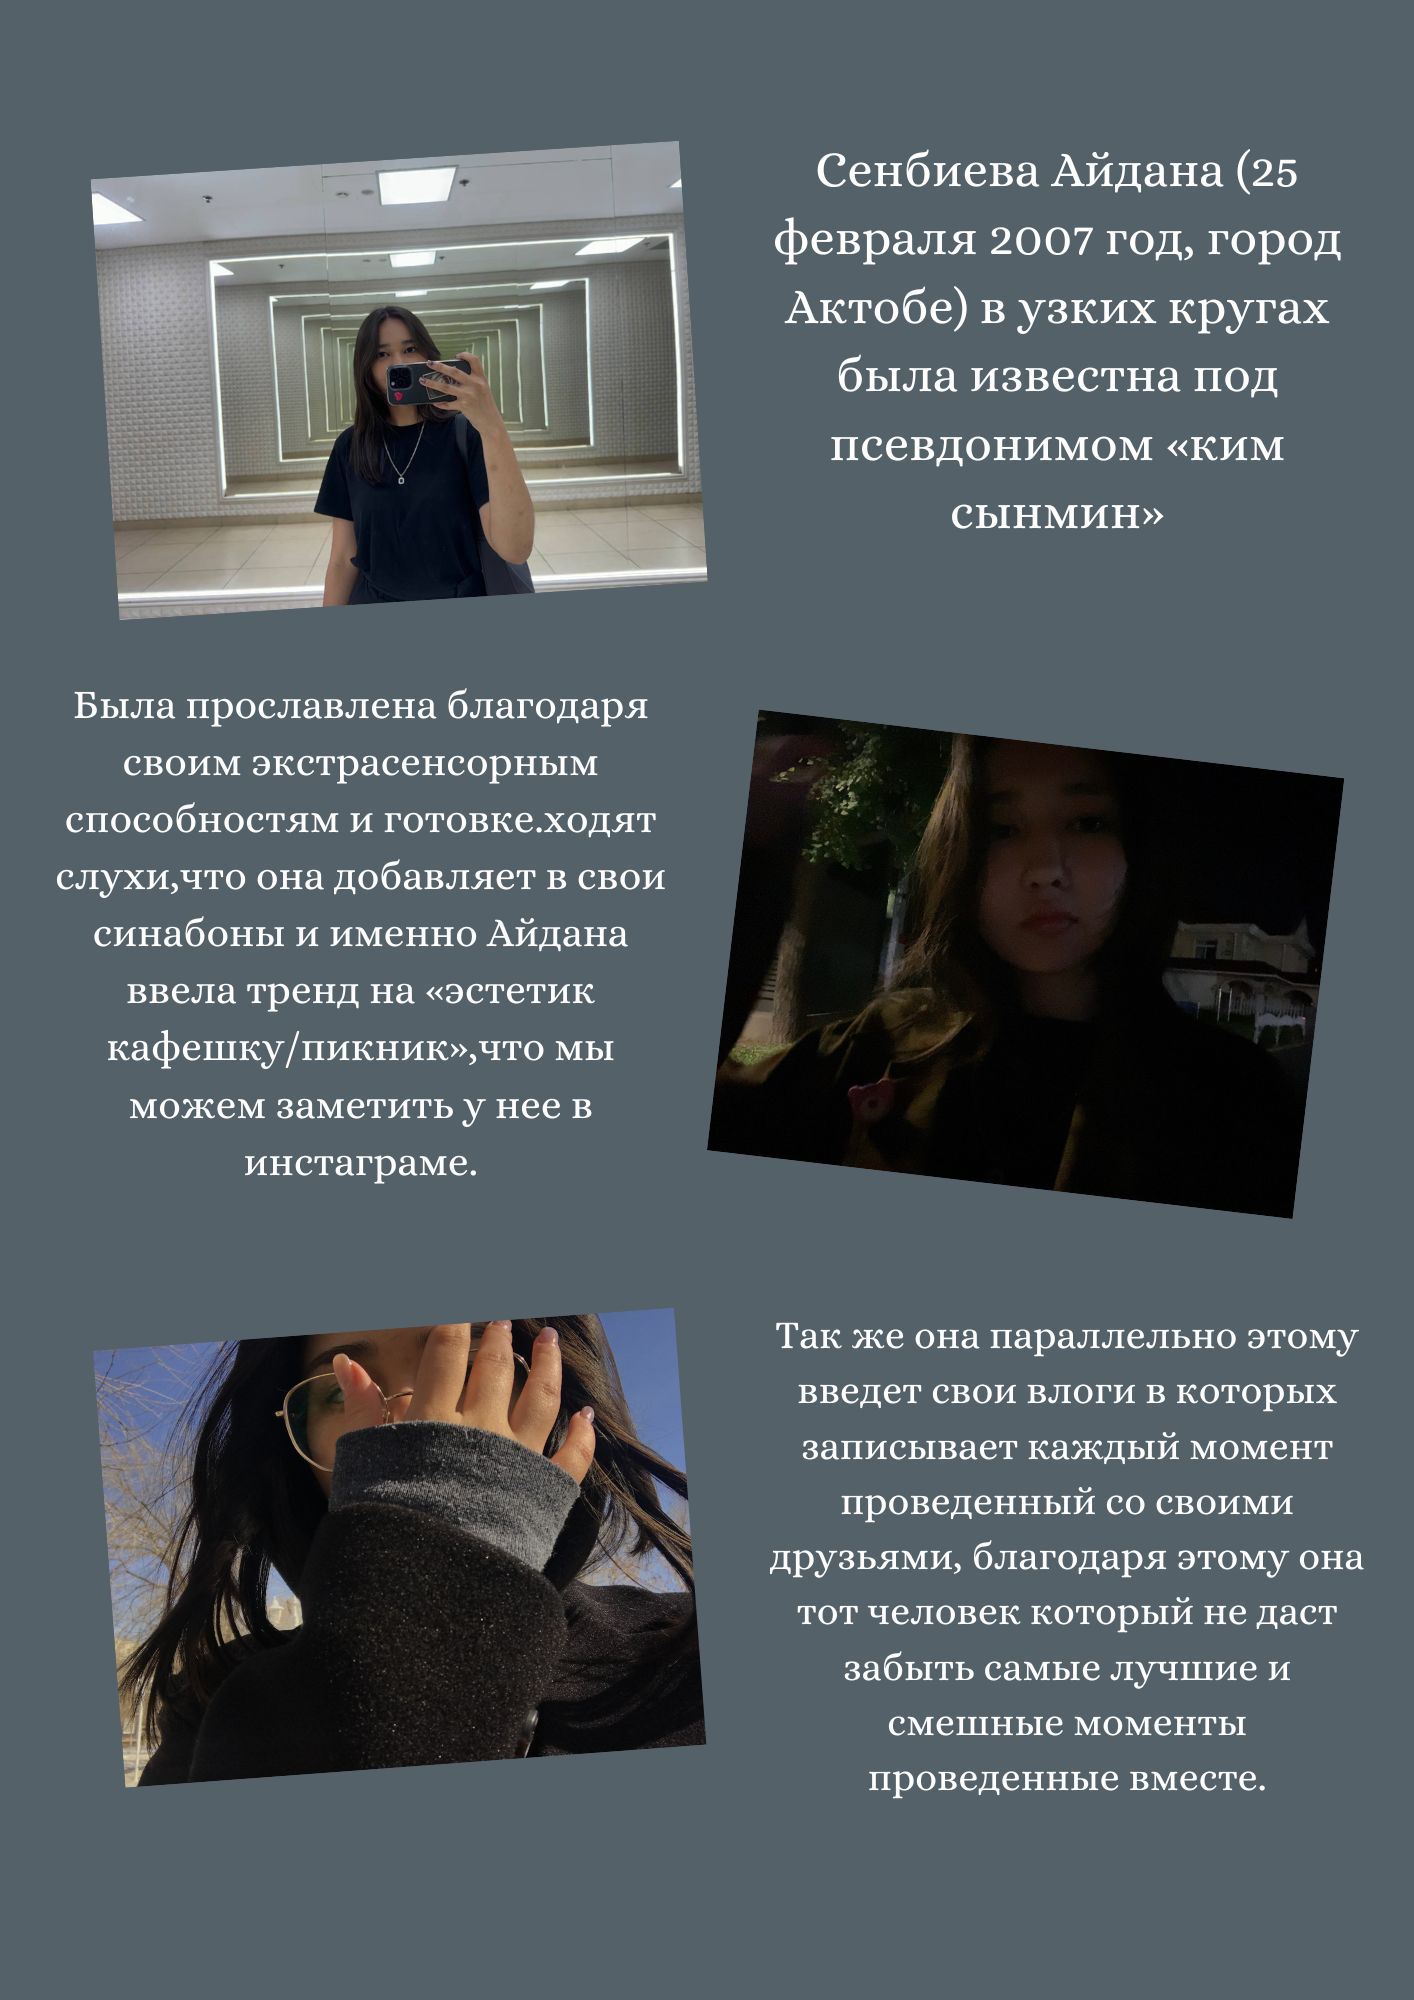 Сенбиева Айдана (25
февраля 2007 год, город
Актобе) в узких кругах
была известна под
псевдонимом «ким
сынмин»
Была прославлена благодаря
своим экстрасенсорным
способностям и готовке.ходят
слухи,что она добавляет в свои
синабоны и именно Айдана
ввела тренд на «эстетик
кафешку/пикник»,что мы
можем заметить у нее в
инстаграме.
Так же она параллельно этому
введет свои влоги в которых
записывает каждый момент
проведенный со своими
друзьями, благодаря этому она
тот человек который не даст
забыть самые лучшие и
смешные моменты
проведенные вместе.